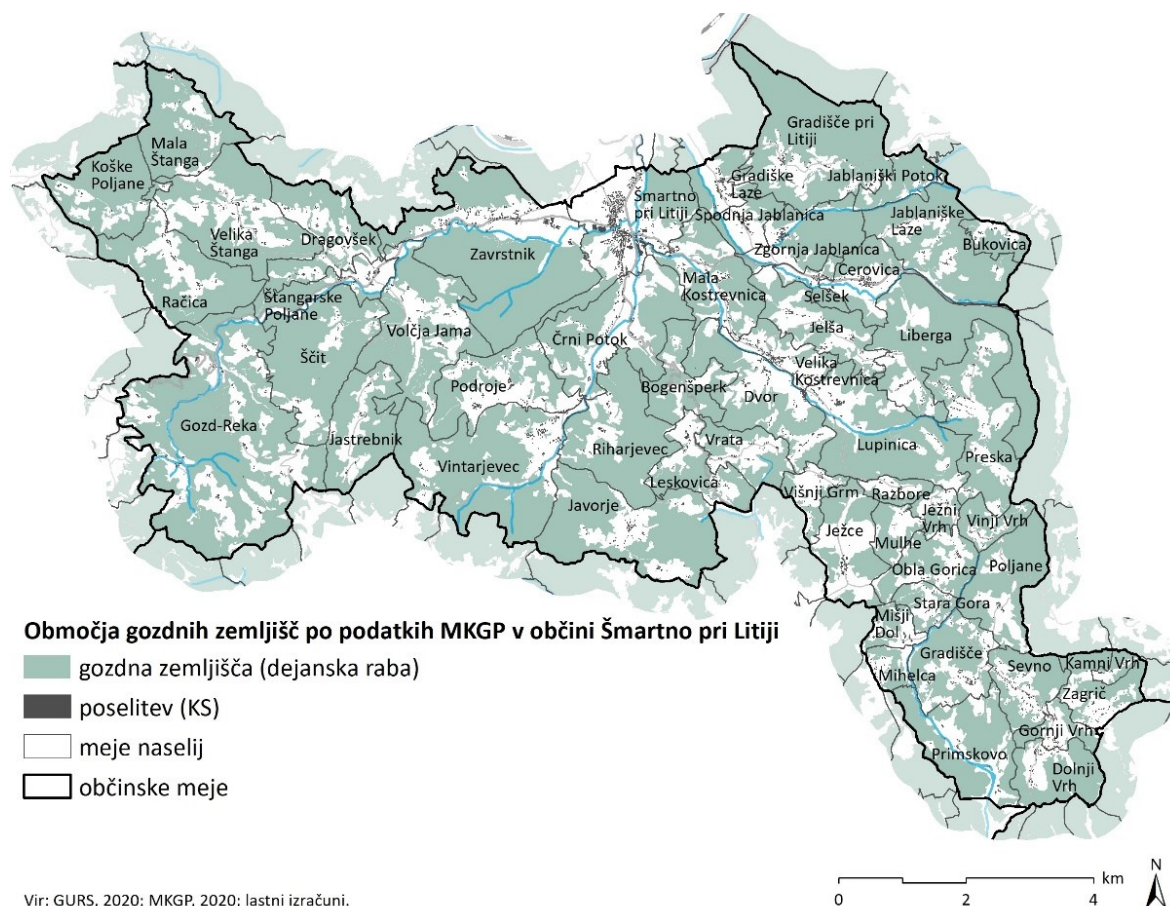 Gradišče pri
Litiji
Mala
Štanga
Koške
Poljane
Gradiške
Laze
Jablaniški Potok
Šmartno
pri Litiji
Spodnja Jablanica
Jablaniške
Laze
Velika
Štanga
Dragovšek
Zavrstnik
Zgornja Jablanica
Bukovica
Cerovica
Mala
Kostrevnica
Selšek
Račica
Štangarske
Poljane
Volčja Jama
Črni Potok
Jelša
Liberga
Ščit
Podroje
Bogenšperk
Velika
Kostrevnica
Dvor
Gozd-Reka
Jastrebnik
Riharjevec
Vrata
Lupinica
Preska
Vintarjevec
Leskovica
Višnji Grm
Razbore
Javorje
Ježni
Vrh
Vinji Vrh
Ježce
Mulhe
Obla Gorica
Poljane
Stara Gora
Mišji
Dol
Gradišče
Sevno
Kamni Vrh
Mihelca
Zagrič
Gornji Vrh
Primskovo
Dolnji
Vrh
Območja gozdnih zemljišč po podatkih MKGP v občini Šmartno pri Litiji
gozdna zemljišča (dejanska raba)
poselitev (KS)
meje naselij
občinske meje
Vir: GURS, 2020; MKGP, 2020; lastni izračuni.
km
0 2 4
N